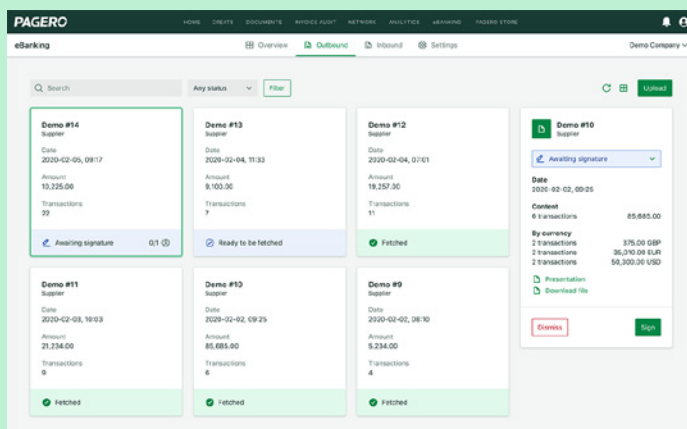 PAGERO
HOME CREATE DOCUMENTS INVOICE AUDIT NETWORK ANALYTICS eBANKING PAGERO STORE
eBanking Overview Outbound Inbound Settings Demo Company
Search Any status Filter Upload
Demo #14
Supplier
Date
2020-02-05, 09:17
Amount
13,225.00
Transactions
22
Awaiting signature 0/1
Demo #13
Supplier
Date
2020-02-04, 11:33
Amount
9,100.00
Transactions
7
Ready to be fetched
Demo #12
Supplier
Date
2020-02-04, 07:01
Amount
19,257.00
Transactions
11
Fetched
Demo #11
Supplier
Date
2020-02-03, 10:03
Amount
21,234.00
Transactions
9
Fetched
Demo #10
Supplier
Date
2020-02-02, 09:25
Amount
85,685.00
Transactions
6
Fetched
Demo #9
Supplier
Date
2020-02-02, 08:10
Amount
5,234.00
Transactions
4
Fetched
Demo #10
Supplier
Awaiting signature
Date
2020-02-02, 09:25
Content
6 transactions 85,685.00
By currency
2 transactions 375.00 GBP
2 transactions 35,010.00 EUR
2 transactions 50,300.00 USD
Presentation
Download file
Dismiss Sign